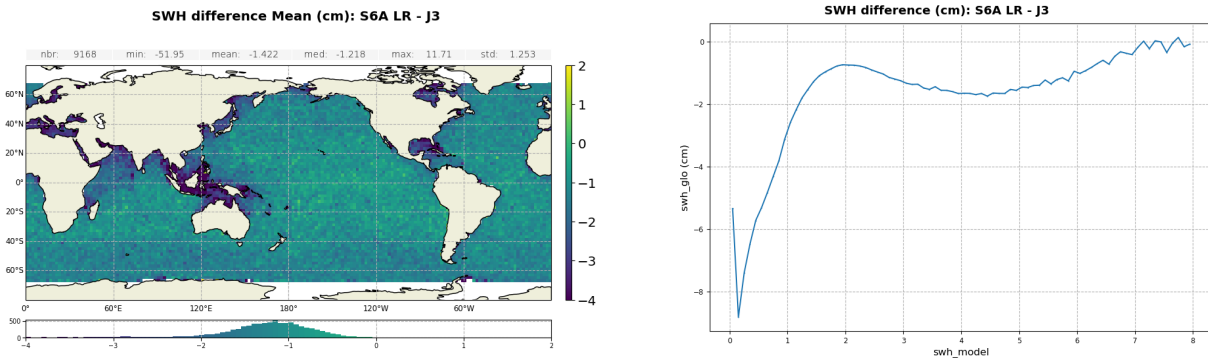 SWH difference Mean (cm): S6A LR - J3
nbr: 9168 min: -51.95 mean: -1.422 med: -1.218 max: 11.71 std: 1.253
60°N
40°N
20°N
0°
20°S
40°S
60°S
0° 60°E 120°E 180° 120°W 60°W
2
1
0
−1
−2
−3
−4
500
0
−4 −3 −2 −1 0 1 2
SWH difference (cm): S6A LR - J3
swh_glo (cm)
0
−2
−4
−6
−8
0 1 2 3 4 5 6 7 8
swh_model